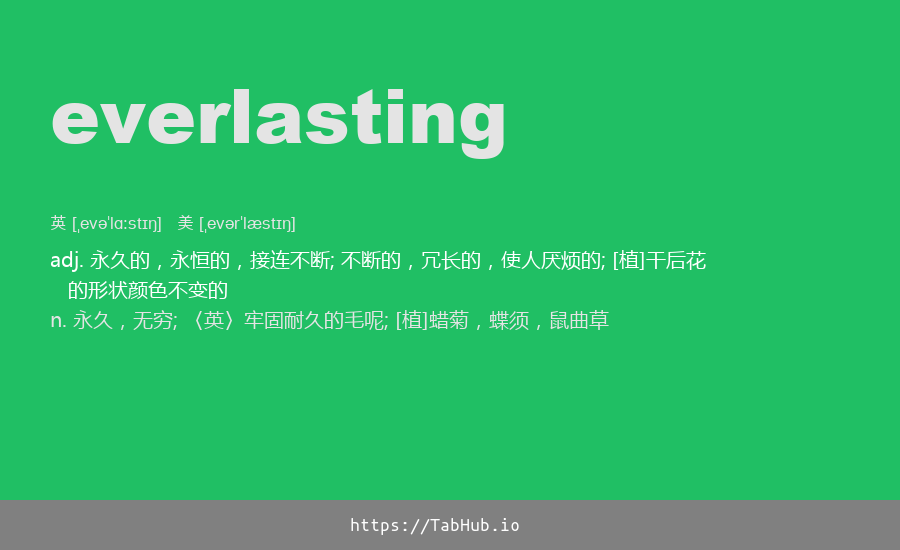 everlasting
英 [ˌevəˈlɑːstɪŋ]   美 [ˌevərˈlæstɪŋ]
adj. 永久的，永恒的，接连不断; 不断的，冗长的，使人厌烦的; [植]干后花
的形状颜色不变的
n. 永久，无穷; 〈英〉牢固耐久的毛呢; [植]蜡菊，蝶须，鼠曲草
https://TabHub.io